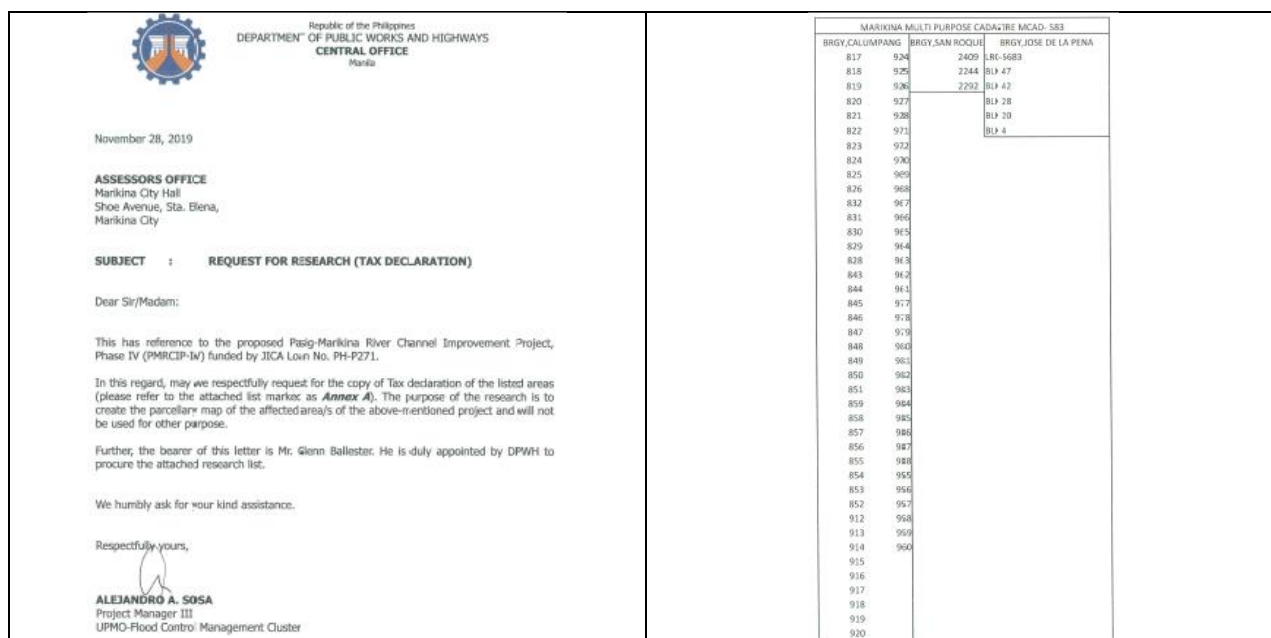 Republic of the Philippines
DEPARTMENT OF PUBLIC WORKS AND HIGHWAYS
CENTRAL OFFICE
Manila
November 28, 2019
ASSESSORS OFFICE
Marikina City Hall
Shoe Avenue, Sta. Elena,
Marikina City
SUBJECT : REQUEST FOR RESEARCH (TAX DECLARATION)
Dear Sir/Madam:
This has reference to the proposed Pasig-Marikina River Channel Improvement Project,
Phase IV (PMRCIP-IV) funded by JICA Loan No. PH-P271.
In this regard, may we respectfully request for the copy of Tax declaration of the listed areas
(please refer to the attached list marked as Annex A). The purpose of the research is to
create the parcellary map of the affected area/s of the above-mentioned project and will not
be used for other purpose.
Further, the bearer of this letter is Mr. Glenn Ballester. He is duly appointed by DPWH to
procure the attached research list.
We humbly ask for your kind assistance.
Respectfully yours,
ALEJANDRO A. SOSA
Project Manager III
UPMO-Flood Control Management Cluster
MARIKINA MULTI PURPOSE CADASTRE MCAD- 583
BRGY,CALUMPANG BRGY,SAN ROQUE BRGY,JOSE DE LA PENA
817 924 2409 LRC-5683
818 925 2244 BLK 47
819 926 2292 BLK 42
820 927 BLK 28
821 928 BLK 20
822 971 BLK 4
823 972
824 970
825 969
826 968
832 967
831 966
830 965
829 964
828 963
843 962
844 961
845 977
846 978
847 979
848 980
849 981
850 982
851 983
859 984
858 985
857 986
856 987
855 988
854 955
853 956
852 957
912 958
913 959
914 960
915
916
917
918
919
920